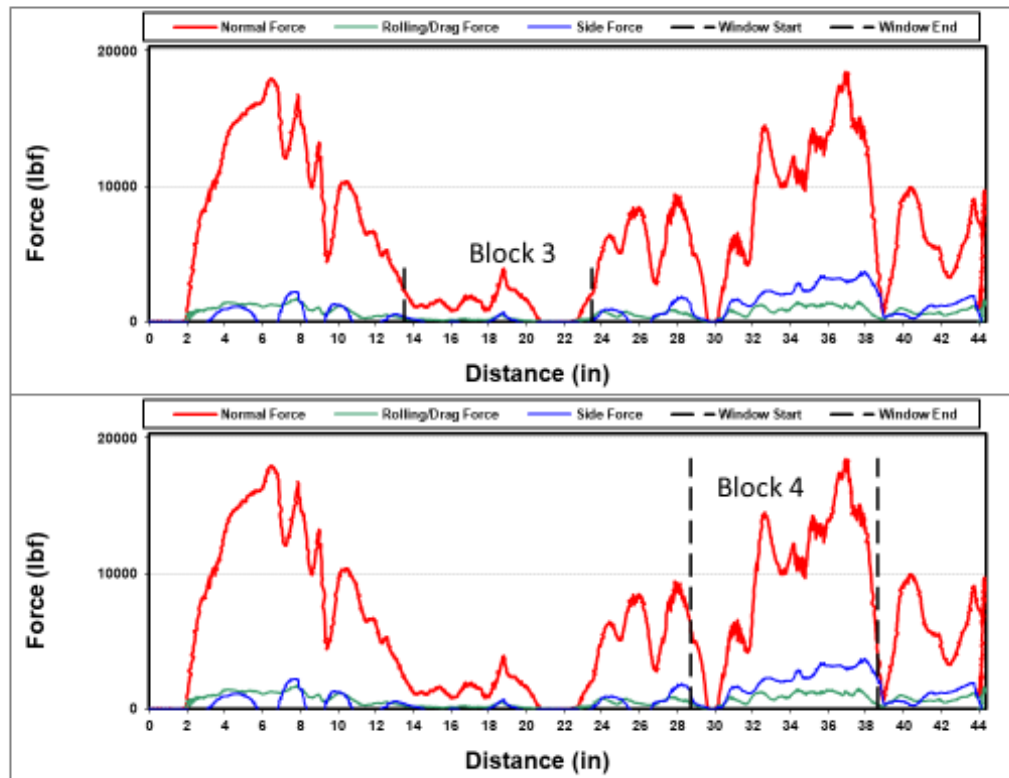 Normal Force Rolling/Drag Force Side Force Window Start Window End
20000
10000
0
Force (lbf)
Block 3
0 2 4 6 8 10 12 14 16 18 20 22 24 26 28 30 32 34 36 38 40 42 44
Distance (in)
Normal Force Rolling/Drag Force Side Force Window Start Window End
20000
10000
0
Force (lbf)
Block 4
0 2 4 6 8 10 12 14 16 18 20 22 24 26 28 30 32 34 36 38 40 42 44
Distance (in)